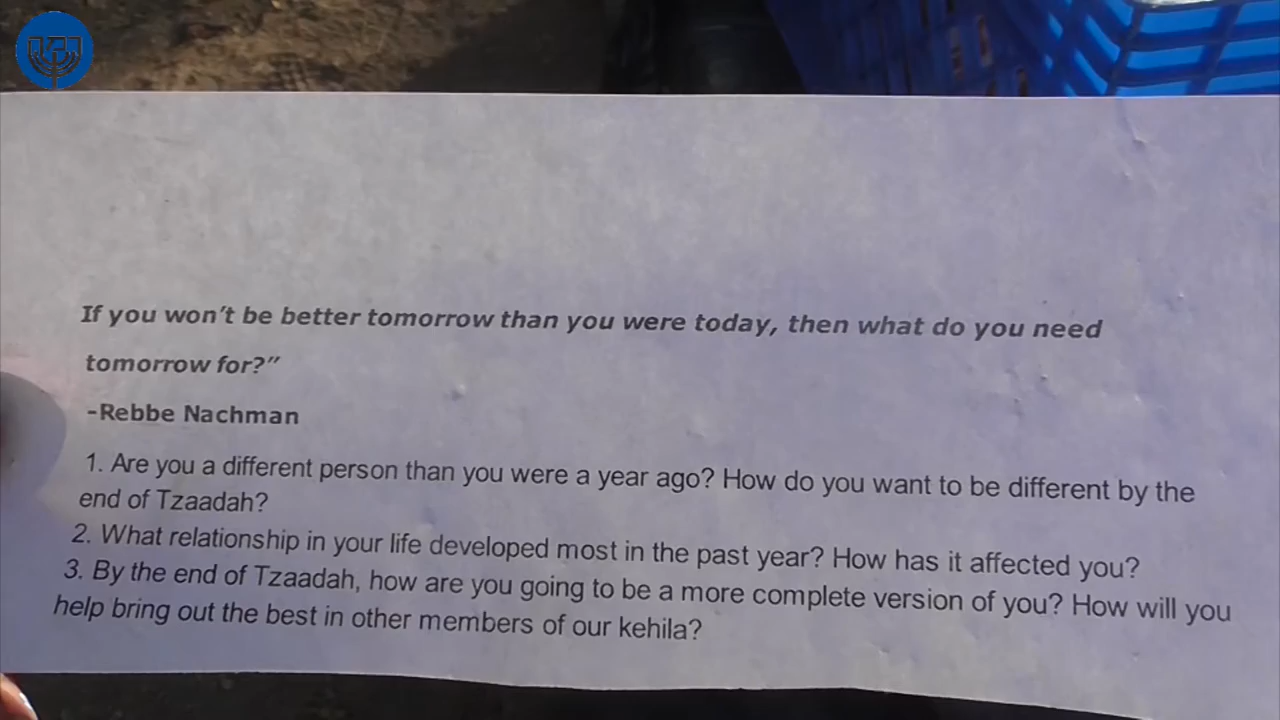 If you won't be better tomorrow than you were today, then what do you need
tomorrow for?”
-Rebbe Nachman
1. Are you a different person than you were a year ago? How do you want to be different by the
end of Tzaadah?
2. What relationship in your life developed most in the past year? How has it affected you?
3. By the end of Tzaadah, how are you going to be a more complete version of you? How will you
help bring out the best in other members of our kehila?